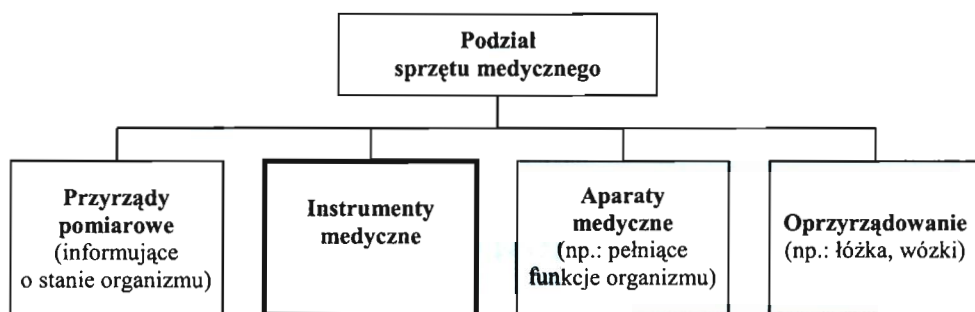 Podział
sprzętu medycznego
Przyrządy
pomiarowe
(informujące
o stanie organizmu)
Instrumenty
medyczne
Aparaty
medyczne
(np.: pełniące
funkcje organizmu)
Oprzyrządowanie
(np.: łóżka, wózki)